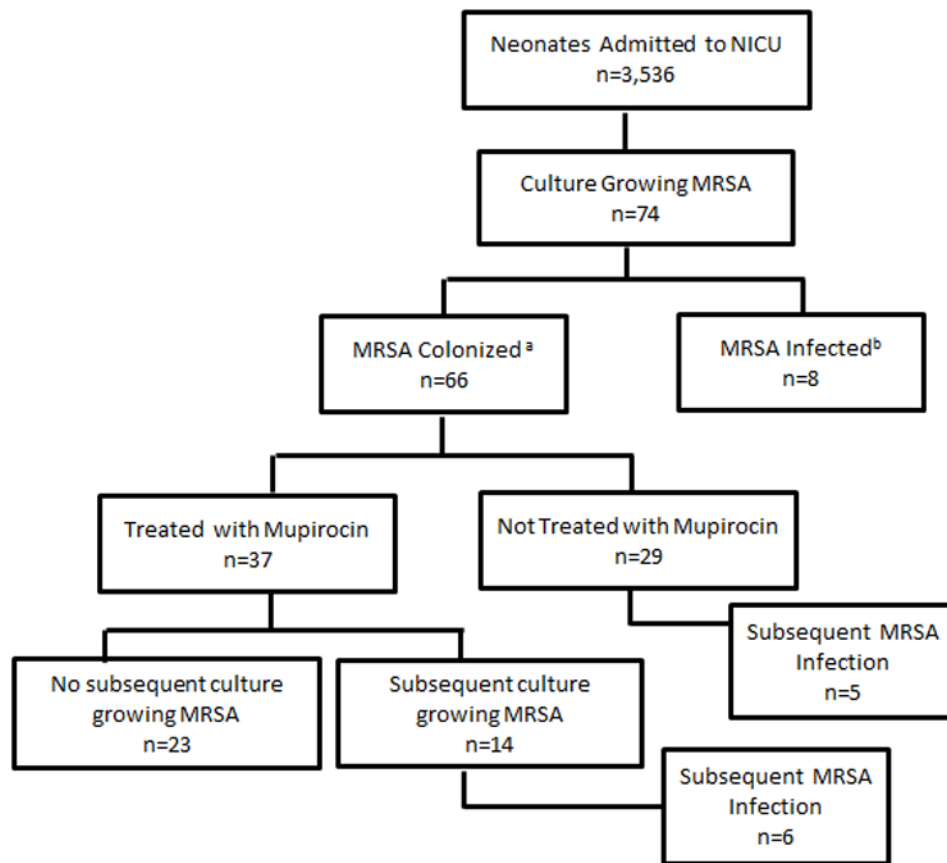 Neonates Admitted to NICU
n=3,536
Culture Growing MRSA
n=74
MRSA Colonized a
n=66
MRSA Infected b
n=8
Treated with Mupirocin
n=37
Not Treated with Mupirocin
n=29
No subsequent culture
growing MRSA
n=23
Subsequent culture
growing MRSA
n=14
Subsequent MRSA
Infection
n=5
Subsequent MRSA
Infection
n=6